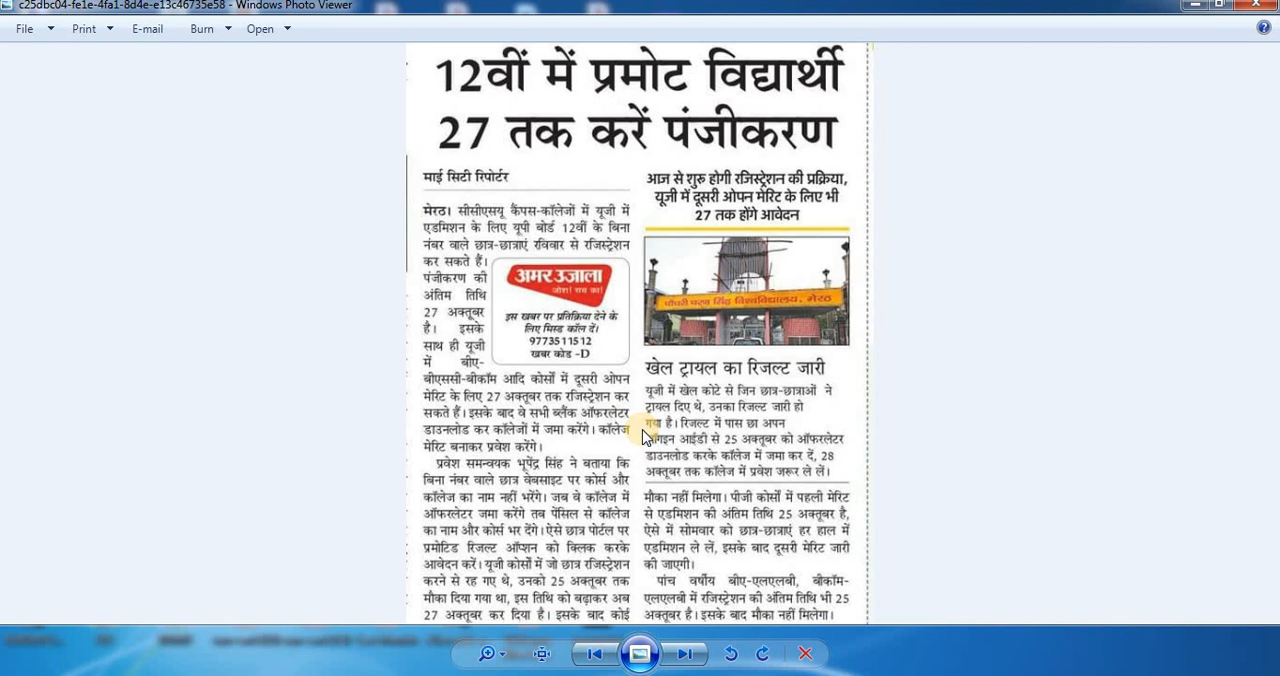 c25dbc04-fe1e-4fa1-8d4e-e13c46735e58 - Windows Photo Viewer
File Print E-mail Burn Open
12वीं में प्रमोट विद्यार्थी
27 तक करें पंजीकरण
माई सिटी रिपोर्टर
मेरठ। सीसीएसयू कैंपस-कॉलेजों में यूजी में
एडमिशन के लिए यूपी बोर्ड 12वीं के बिना
नंबर वाले छात्र-छात्राएं रविवार से रजिस्ट्रेशन
कर सकते हैं।
पंजीकरण की
अंतिम तिथि
27 अक्तूबर
है। इसके
साथ ही यूजी
में बीए-
अमर उजाला
जोश! सच का!
इस खबर पर प्रतिक्रिया देने के
लिए मिस्ड कॉल दें।
9773511512
खबर कोड -D
बीएससी-बीकॉम आदि कोर्सों में दूसरी ओपन
मेरिट के लिए 27 अक्तूबर तक रजिस्ट्रेशन कर
सकते हैं। इसके बाद वे सभी ब्लैंक ऑफरलेटर
डाउनलोड कर कॉलेजों में जमा करेंगे। कॉलेज
मेरिट बनाकर प्रवेश करेंगे।
प्रवेश समन्वयक भूपेंद्र सिंह ने बताया कि
बिना नंबर वाले छात्र वेबसाइट पर कोर्स और
कॉलेज का नाम नहीं भरेंगे। जब वे कॉलेज में
ऑफरलेटर जमा करेंगे तब पेंसिल से कॉलेज
का नाम और कोर्स भर देंगे। ऐसे छात्र पोर्टल पर
प्रमोटिड रिजल्ट ऑप्शन को क्लिक करके
आवेदन करें। यूजी कोर्सों में जो छात्र रजिस्ट्रेशन
करने से रह गए थे, उनको 25 अक्तूबर तक
मौका दिया गया था, इस तिथि को बढ़ाकर अब
27 अक्तूबर कर दिया है। इसके बाद कोई
आज से शुरू होगी रजिस्ट्रेशन की प्रक्रिया,
यूजी में दूसरी ओपन मेरिट के लिए भी
27 तक होंगे आवेदन
चौधरी चरण सिंह विश्वविद्यालय, मेरठ
खेल ट्रायल का रिजल्ट जारी
यूजी में खेल कोटे से जिन छात्र-छात्राओं ने
ट्रायल दिए थे, उनका रिजल्ट जारी हो
गया है। रिजल्ट में पास छा अपन
आईडी से 25 अक्तूबर को ऑफरलेटर
डाउनलोड करके कॉलेज में जमा कर दें, 28
अक्तूबर तक कॉलेज में प्रवेश जरूर ले लें।
मौका नहीं मिलेगा। पीजी कोर्सों में पहली मेरिट
से एडमिशन की अंतिम तिथि 25 अक्तूबर है,
ऐसे में सोमवार को छात्र-छात्राएं हर हाल में
एडमिशन ले लें, इसके बाद दूसरी मेरिट जारी
की जाएगी।
पांच वर्षीय बीए-एलएलबी, बीकॉम-
एलएलबी में रजिस्ट्रेशन की अंतिम तिथि भी 25
अक्तूबर है। इसके बाद मौका नहीं मिलेगा।